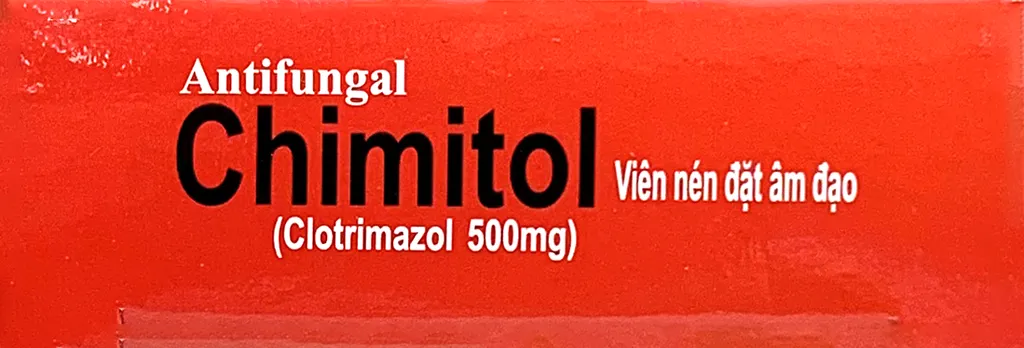 Antifungal
Chimitol Viên nén đặt âm đạo
(Clotrimazol 500mg)